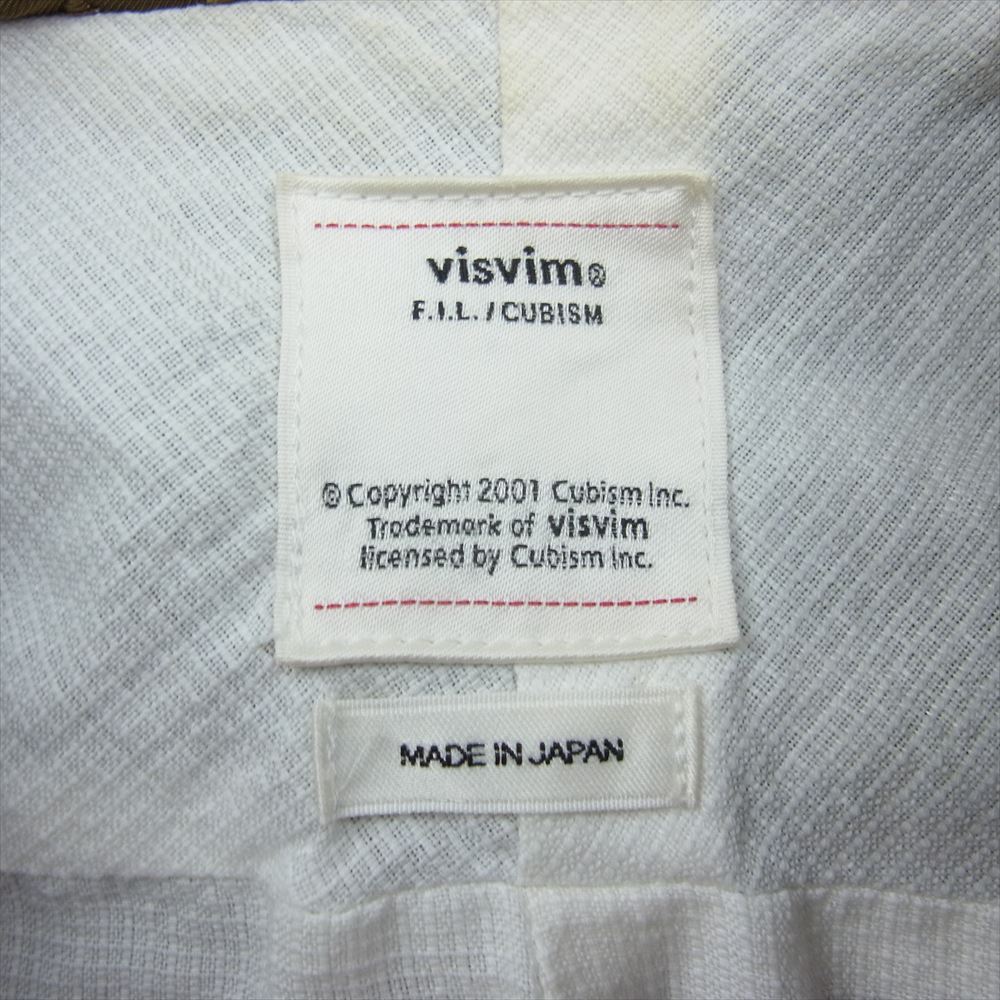 visvim®
F.I.L. / CUBISM
® Copyright 2001 Cubism Inc.
Trademark of visvim
licensed by Cubism Inc.
MADE IN JAPAN